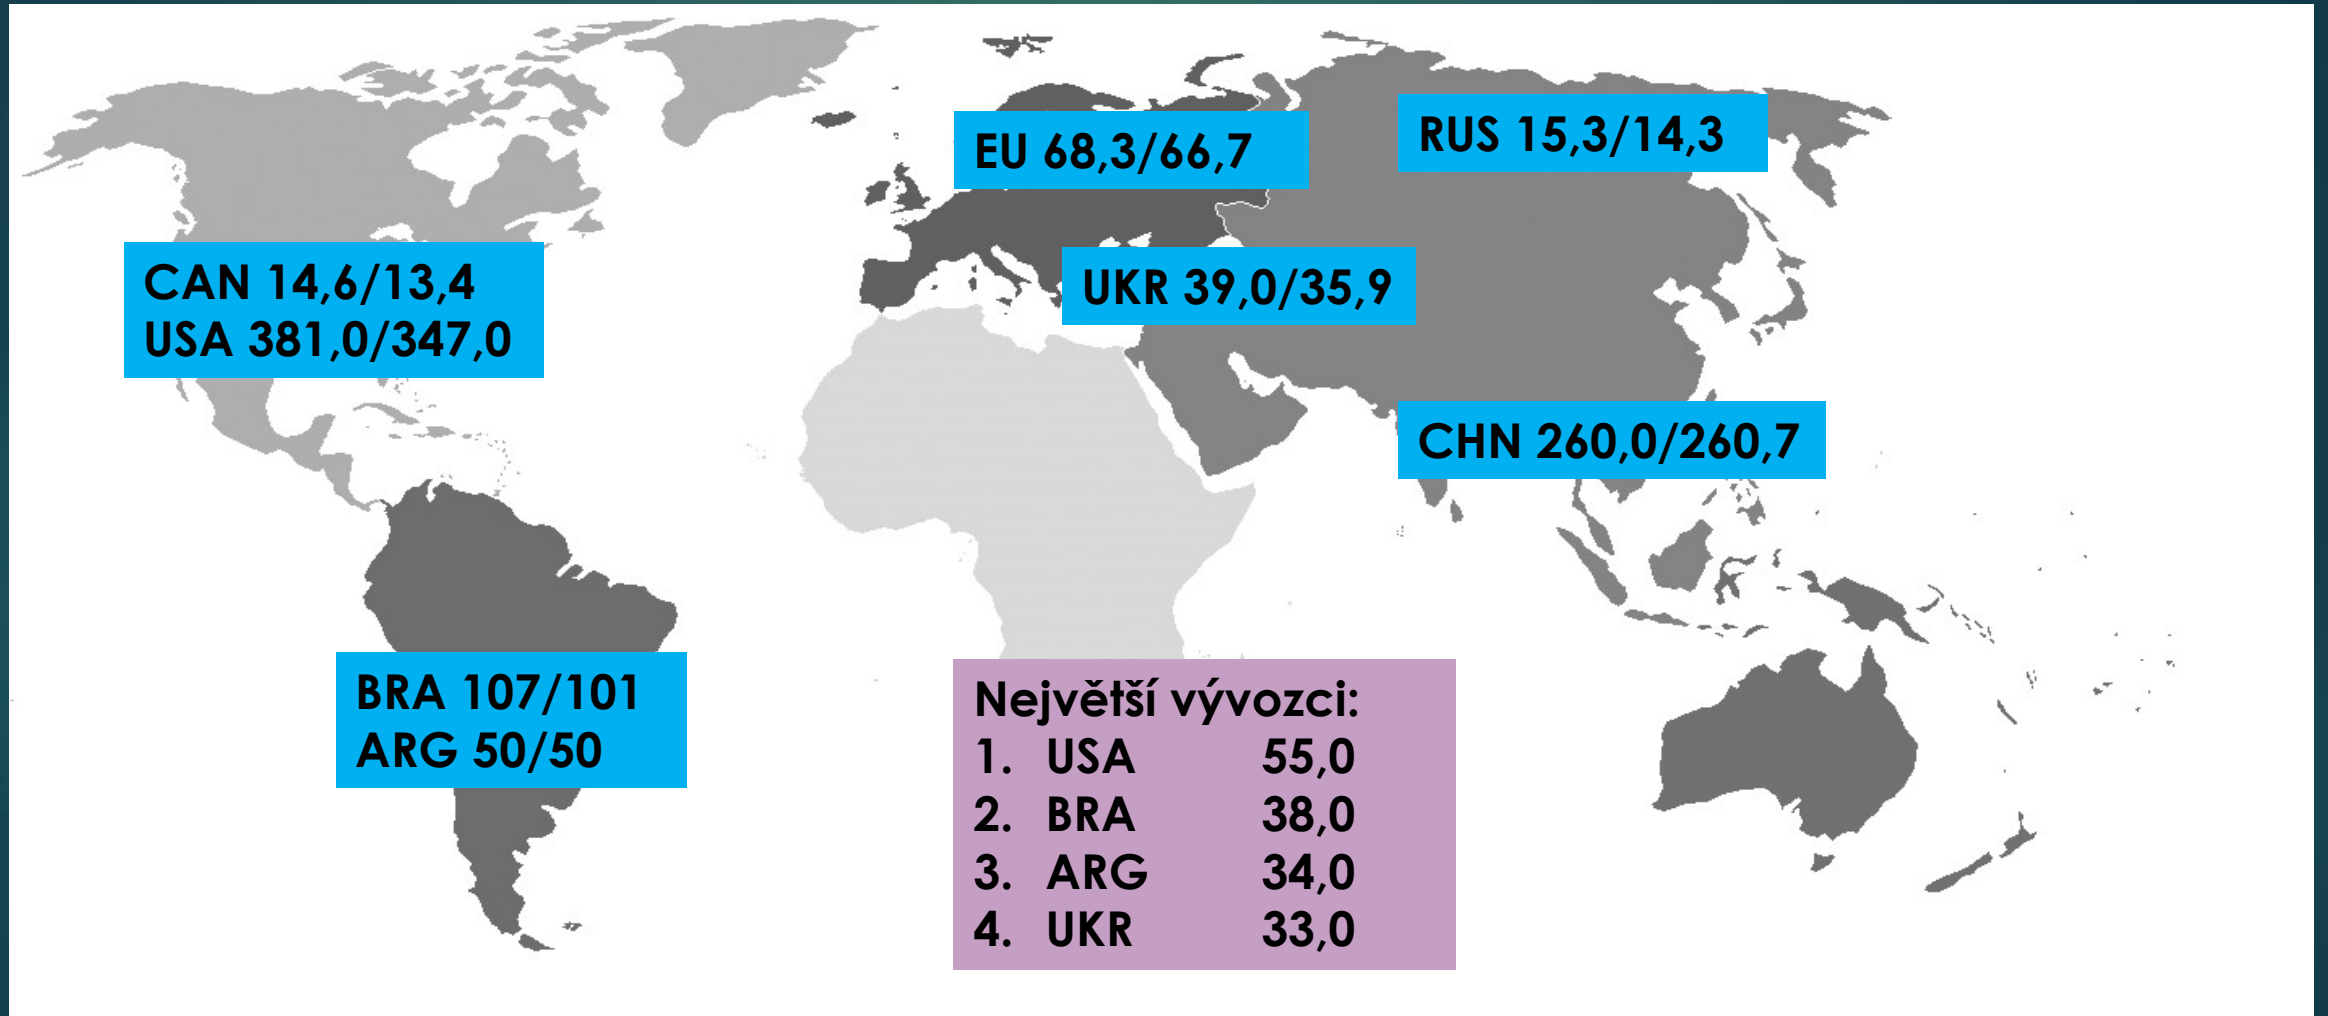 EU 68,3/66,7
RUS 15,3/14,3
CAN 14,6/13,4
USA 381,0/347,0
UKR 39,0/35,9
CHN 260,0/260,7
BRA 107/101
ARG 50/50
Největší vývozci:
1. USA 55,0
2. BRA 38,0
3. ARG 34,0
4. UKR 33,0